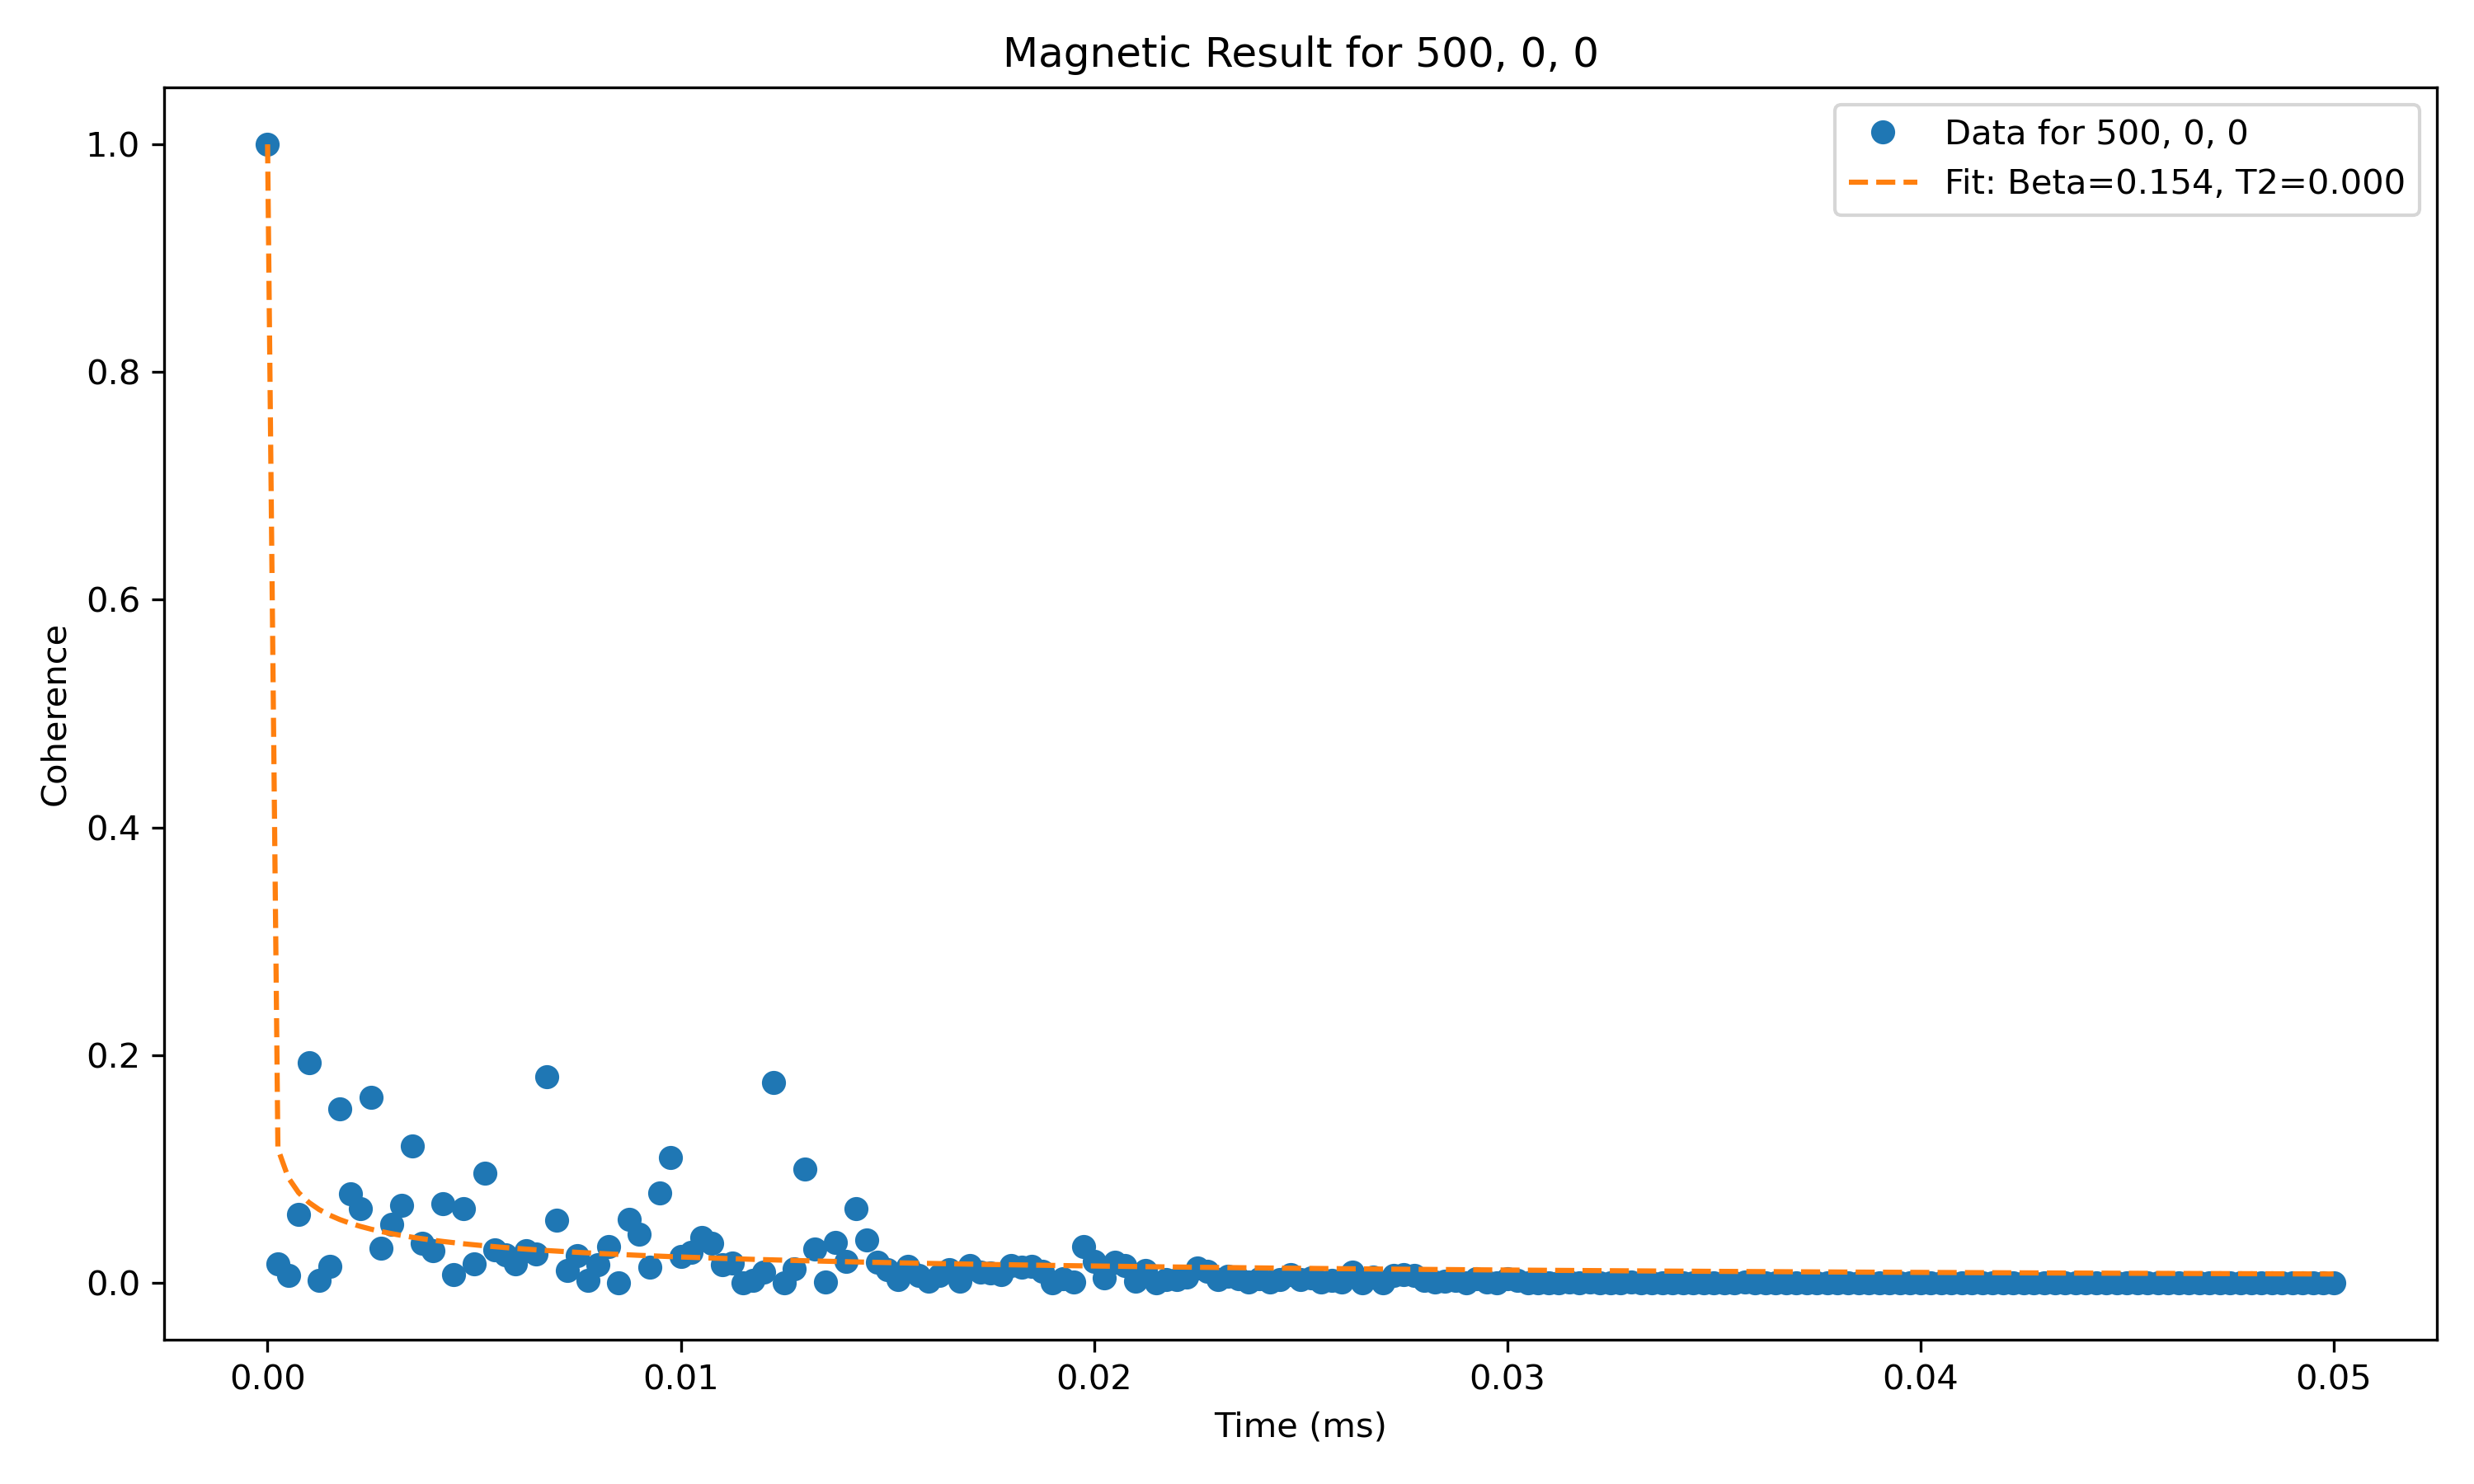 Magnetic Result for 500, 0, 0
Data for 500, 0, 0
Fit: Beta=0.154, T2=0.000
Coherence
1.0
0.8
0.6
0.4
0.2
0.0
0.00
0.01
0.02
0.03
0.04
0.05
Time (ms)